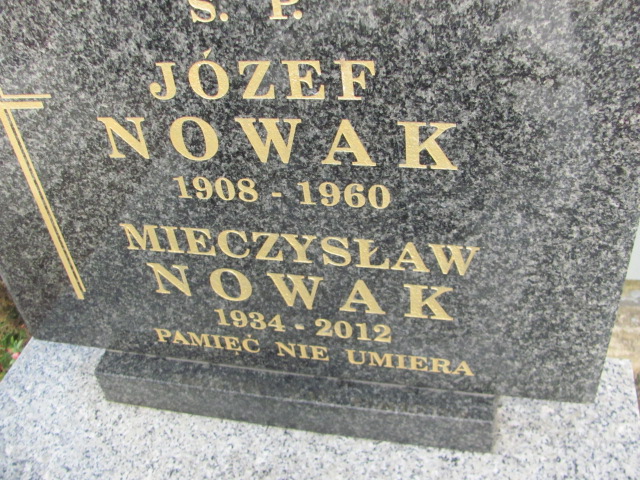 Ś. P.
JÓZEF
NOWAK
1908 - 1960
MIECZYSŁAW
NOWAK
1934 - 2012
PAMIĘĆ NIE UMIERA